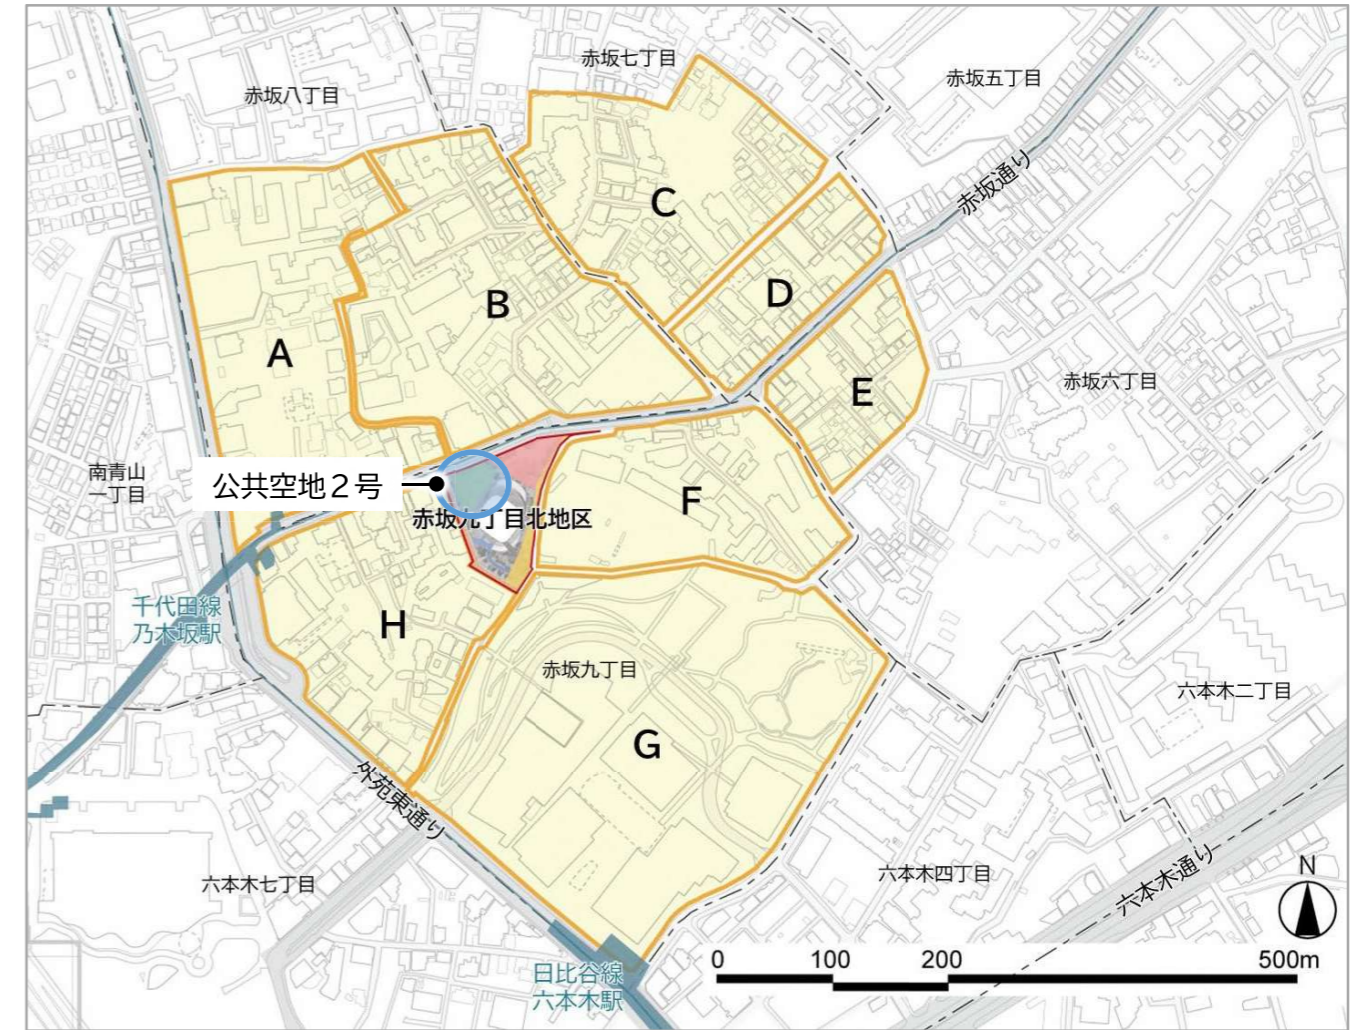 赤坂七丁目
赤坂五丁目
赤坂八丁目
赤坂通り
C
D
B
A
E
赤坂六丁目
南青山
一丁目
公共空地2号
F
赤坂九丁目北地区
千代田線
乃木坂駅
H
赤坂九丁目
六本木二丁目
G
外苑東通り
六本木通り
六本木七丁目
六本木四丁目
N
0 100 200 500m
日比谷線
六本木駅